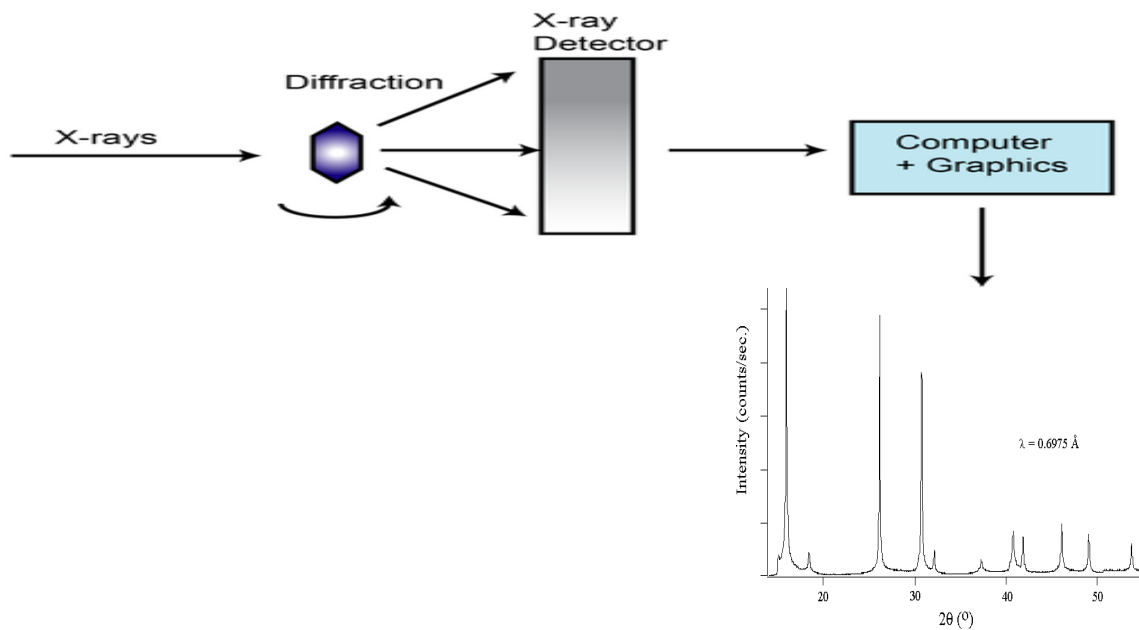 X-ray
Detector
Diffraction
X-rays
Computer
+ Graphics
Intensity (counts/sec.)
λ = 0.6975 Å
20 30 40 50
2θ (º)